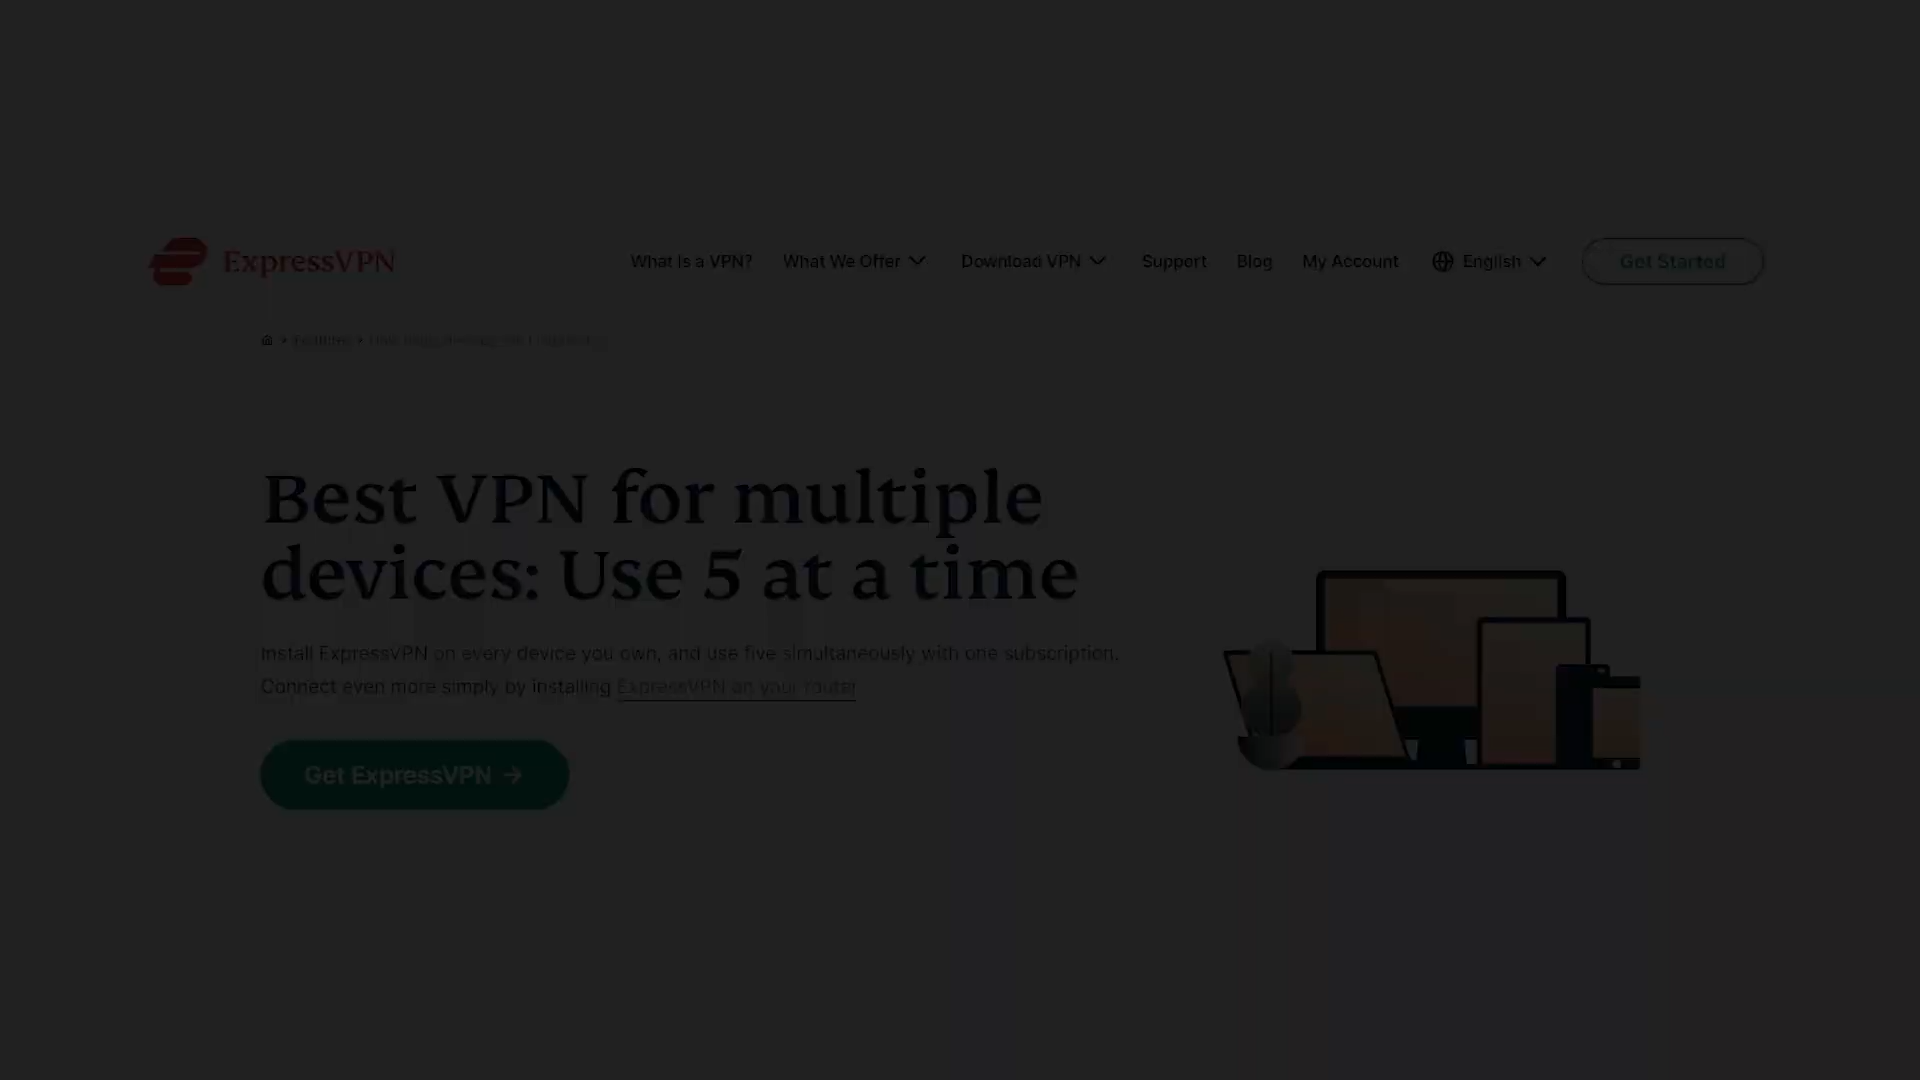 ExpressVPN
What Is a VPN? What We Offer Download VPN Support Blog My Account English Get Started
Features
Best VPN for multiple
devices: Use 5 at a time
Install ExpressVPN on every device you own, and use five simultaneously with one subscription.
Connect even more simply by installing ExpressVPN on your router
Get ExpressVPN →